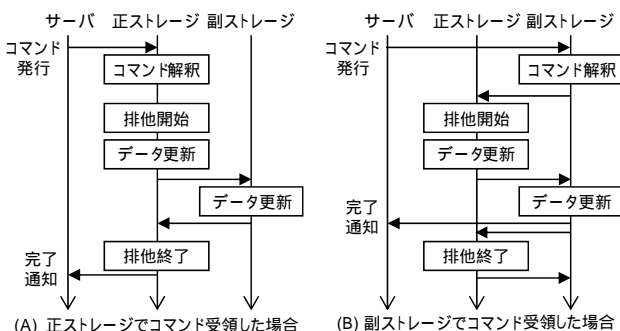 サーバ 正ストレージ 副ストレージ
コマンド
発行
コマンド解釈
排他開始
データ更新
データ更新
排他終了
完了
通知
(A) 正ストレージでコマンド受領した場合
サーバ 正ストレージ 副ストレージ
コマンド
発行
コマンド解釈
排他開始
データ更新
データ更新
完了
通知
排他終了
(B) 副ストレージでコマンド受領した場合